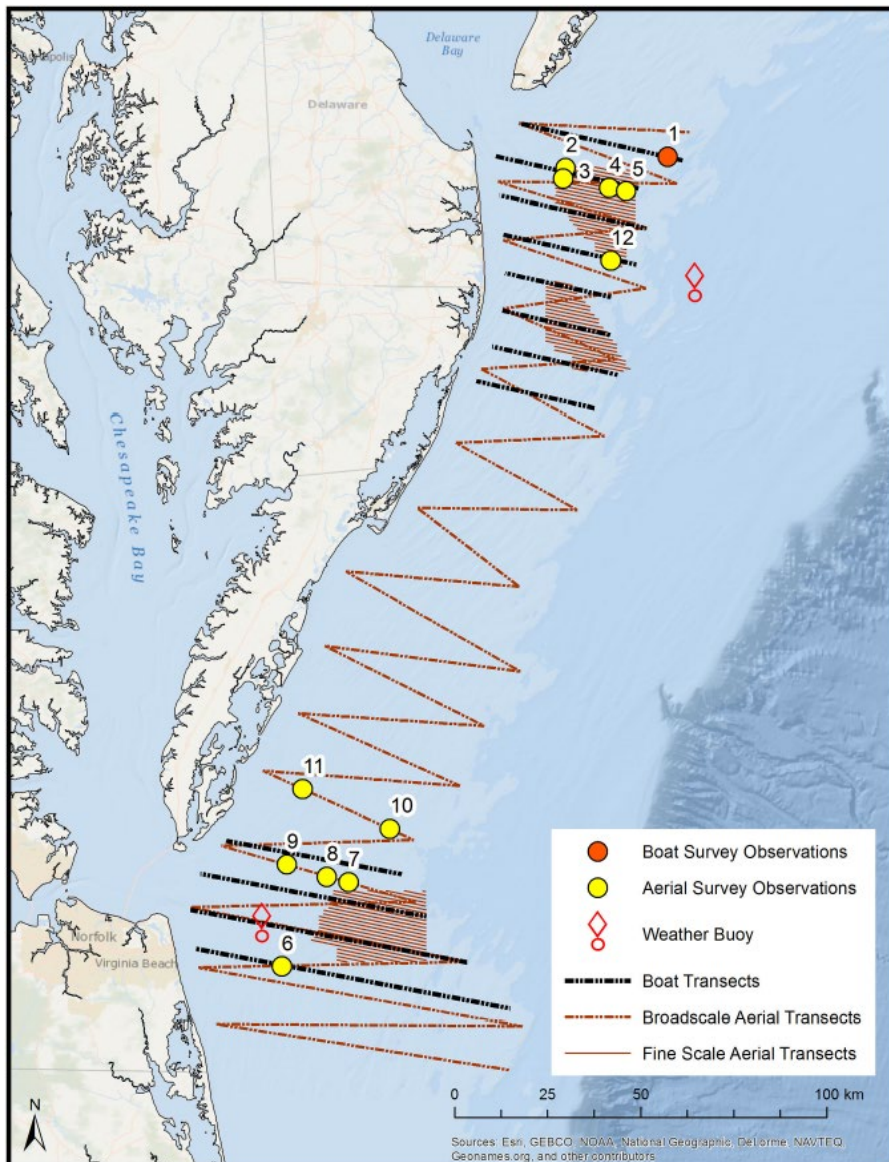 Delaware
Bay
Annapolis
Delaware
1
2
3
4
5
12
Chesapeake Bay
11
10
9
8
7
6
Norfolk
Virginia Beach
Boat Survey Observations
Aerial Survey Observations
Weather Buoy
Boat Transects
Broadscale Aerial Transects
Fine Scale Aerial Transects
N
0 25 50 100 km
Sources: Esri, GEBCO, NOAA, National Geographic, DeLorme, NAVTEQ,
Geonames.org, and other contributors